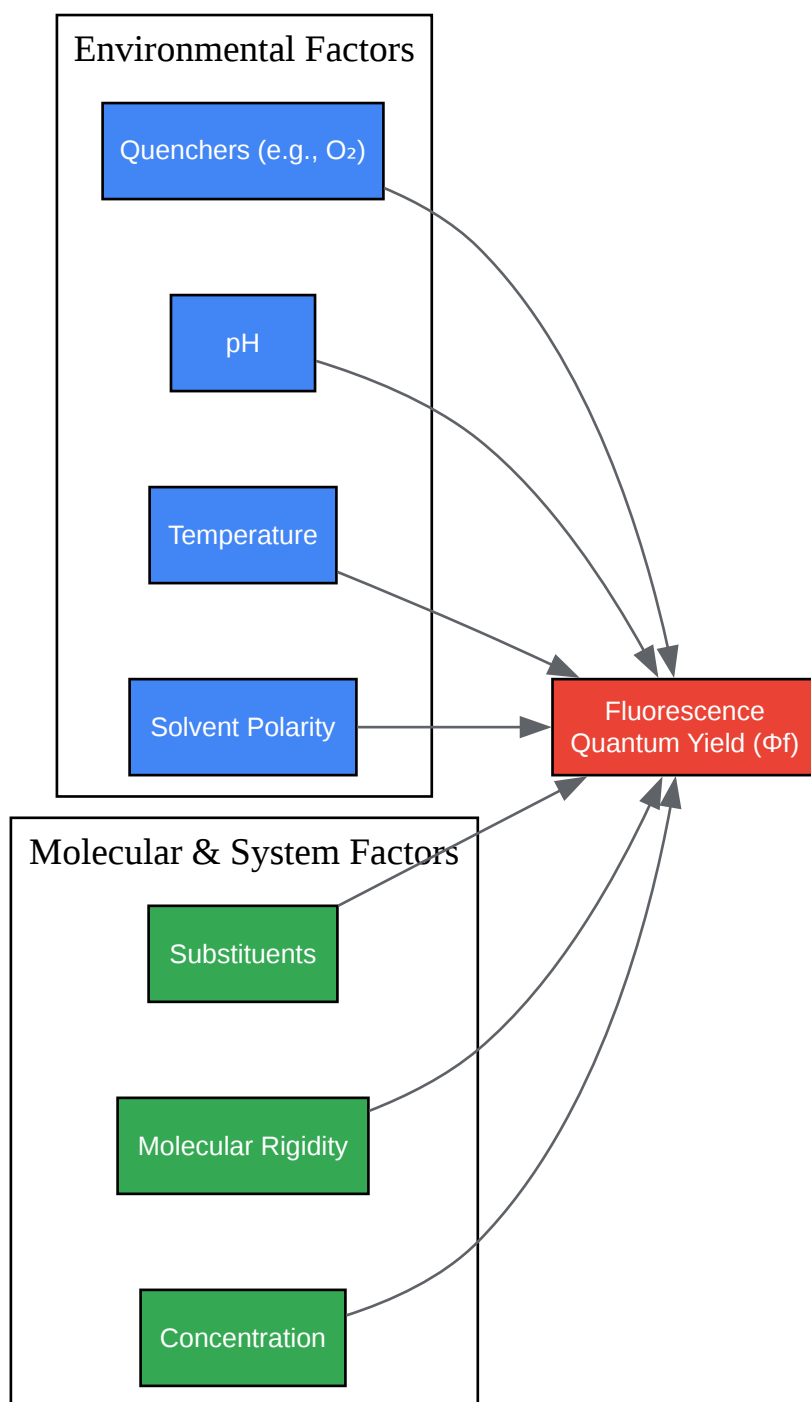 Environmental Factors
Quenchers (e.g., O₂)
pH
Temperature
Solvent Polarity
Fluorescence
Quantum Yield (Φf)
Molecular & System Factors
Substituents
Molecular Rigidity
Concentration